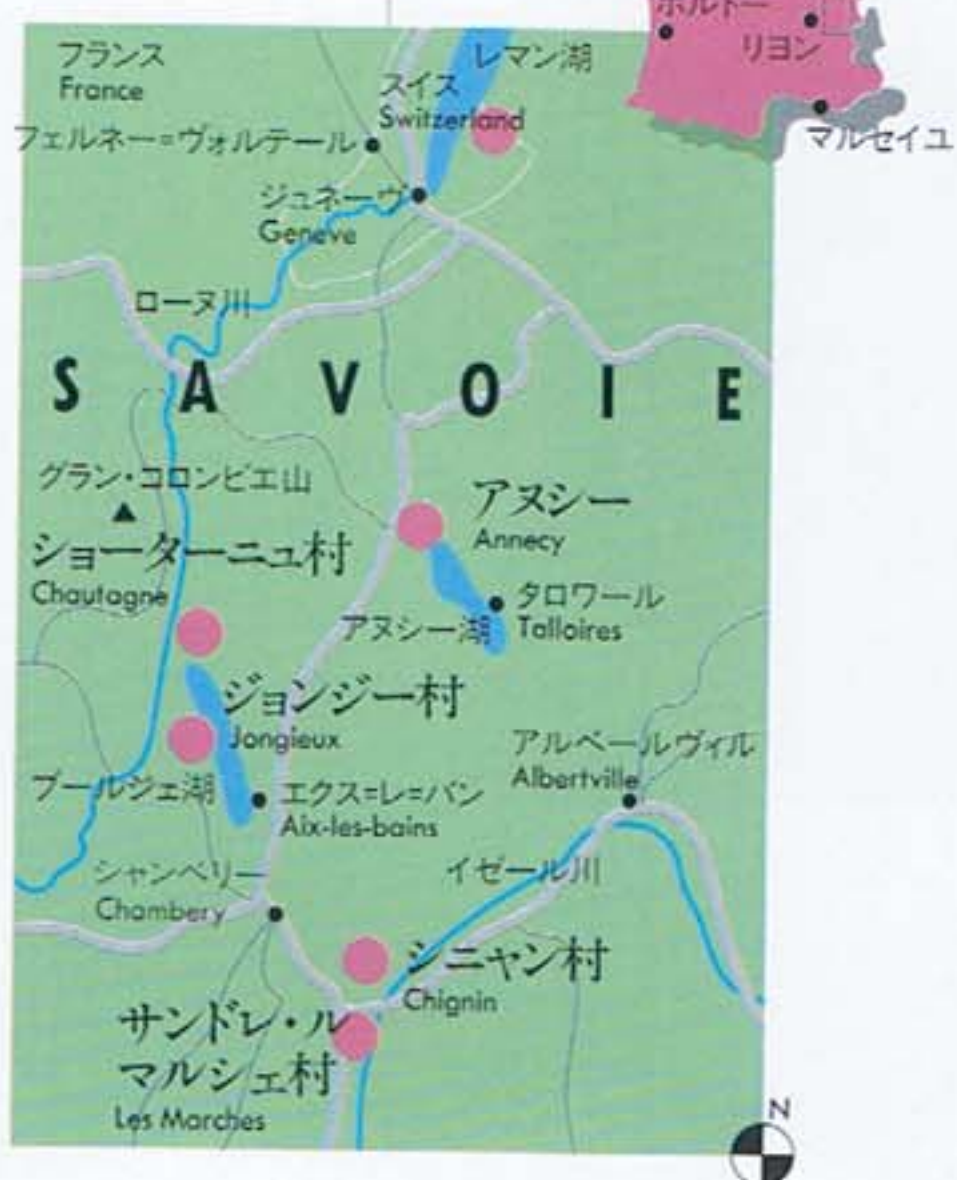 ボルドー
リヨン
マルセイユ
フランス
France
レマン湖
スイス
Switzerland
フェルネー=ヴォルテール
ジュネーヴ
Geneve
ローヌ川
SAVOIE
グラン・コロンビエ山
ショーターニュ村
Chautagne
アヌシー
Annecy
タロワール
Talloires
アヌシー湖
ジョンジー村
Jongieux
ブールジェ湖
エクス=レ=バン
Aix-les-bains
アルベールヴィル
Albertville
シャンベリー
Chambery
イゼール川
シニャン村
Chignin
サンドレ・ル
マルシェ村
Les Marches
N